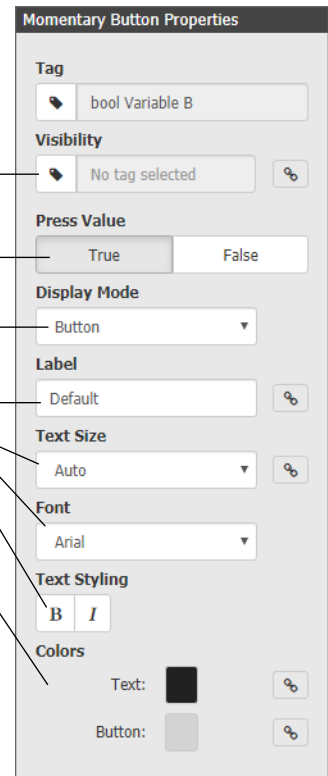 Momentary Button Properties
Tag
bool Variable B
Visibility
No tag selected
Press Value
True False
Display Mode
Button
Label
Default
Text Size
Auto
Font
Arial
Text Styling
B I
Colors
Text:
Button: